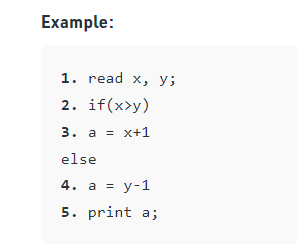 Example:
1. read x, y;
2. if(x>y)
3. a = x+1
else
4. a = y-1
5. print a;